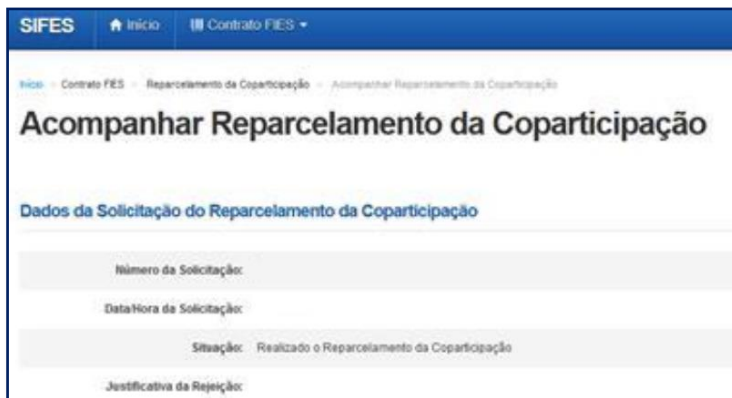 SIFES Início Contrato FIES
Início Contrato FIES Reparcelamento da Coparticipação Acompanhar Reparcelamento da Coparticipação
Acompanhar Reparcelamento da Coparticipação
Dados da Solicitação do Reparcelamento da Coparticipação
Número da Solicitação:
Data/Hora da Solicitação:
Situação: Realizado o Reparcelamento da Coparticipação
Justificativa da Rejeição: